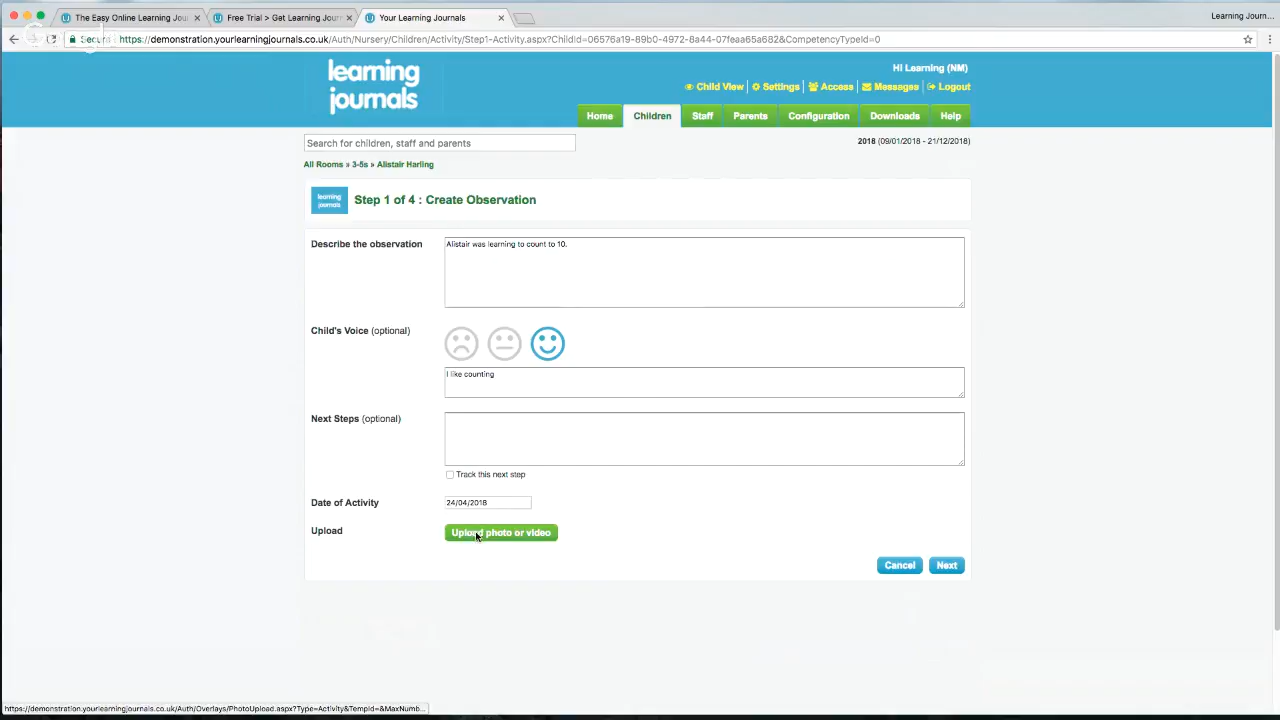 The Easy Online Learning Jou
Free Trial > Get Learning Jour
Your Learning Journals
Learning Journ...
Secure
https://demonstration.yourlearningjournals.co.uk/Auth/Nursery/Children/Activity/Step1-Activity.aspx?ChildId=06576a19-89b0-4972-8a44-07feaa65a682&CompetencyTypeId=0
learning
journals
Hi Learning (NM)
Child View | Settings | Access | Messages | Logout
Home Children Staff Parents Configuration Downloads Help
Search for children, staff and parents
2018 (09/01/2018 - 21/12/2018)
All Rooms » 3-5s » Alistair Harling
learning
journals
Step 1 of 4 : Create Observation
Describe the observation
Alistair was learning to count to 10.
Child's Voice (optional)
I like counting
Next Steps (optional)
Track this next step
Date of Activity
24/04/2018
Upload
Upload photo or video
Cancel
Next
https://demonstration.yourlearningjournals.co.uk/Auth/Overlays/PhotoUpload.aspx?Type=Activity&TempId=&MaxNumb...